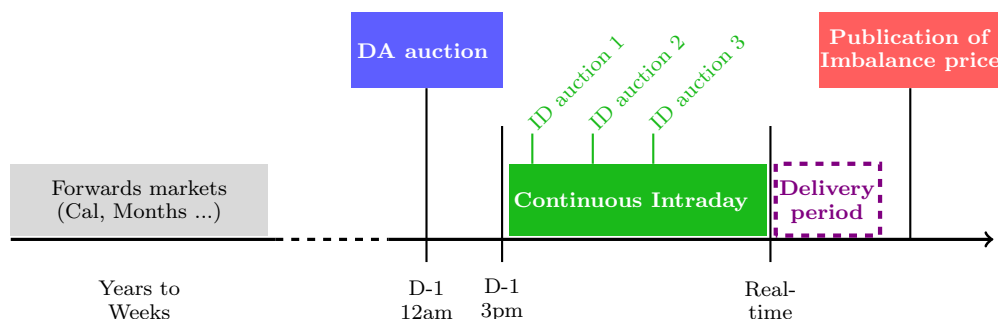 DA auction
ID auction 1
ID auction 2
ID auction 3
Publication of
Imbalance price
Forwards markets
(Cal, Months ...)
Continuous Intraday
Delivery
period
Years to
Weeks
D-1
12am
D-1
3pm
Real-
time